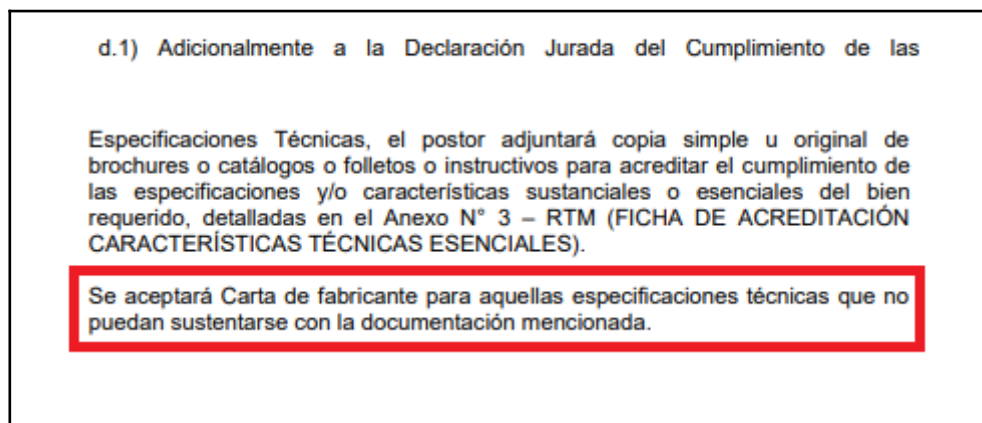 d.1) Adicionalmente a la Declaración Jurada del Cumplimiento de las
Especificaciones Técnicas, el postor adjuntará copia simple u original de
brochures o catálogos o folletos o instructivos para acreditar el cumplimiento de
las especificaciones y/o características sustanciales o esenciales del bien
requerido, detalladas en el Anexo N° 3 – RTM (FICHA DE ACREDITACIÓN
CARACTERÍSTICAS TÉCNICAS ESENCIALES).
Se aceptará Carta de fabricante para aquellas especificaciones técnicas que no
puedan sustentarse con la documentación mencionada.